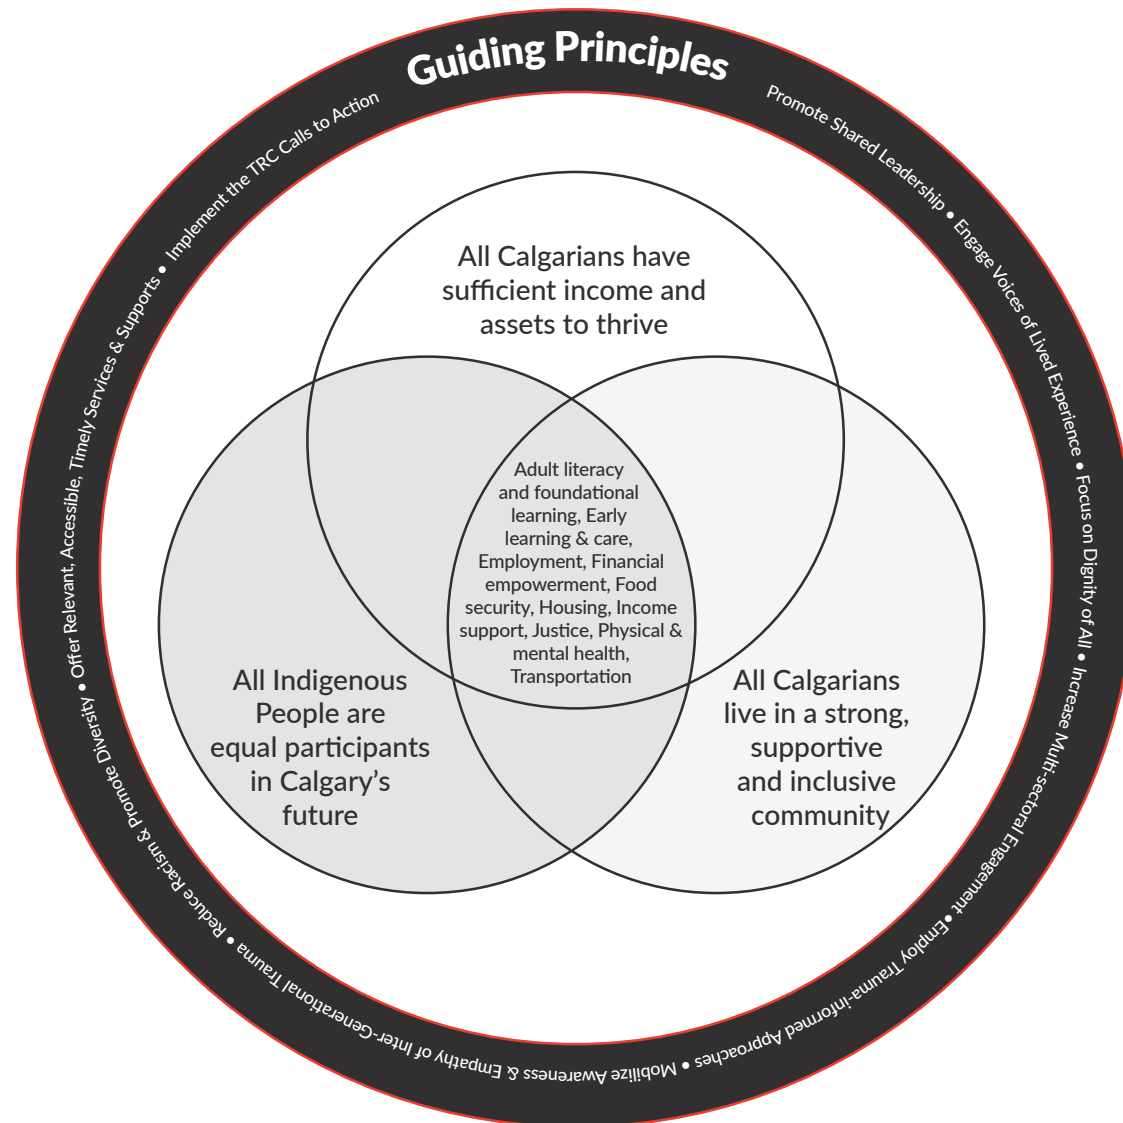 Guiding Principles
Promote Shared Leadership • Engage Voices of Lived Experience • Focus on Dignity of All • Increase Multi-sectoral Engagement •Employ Trauma-informed Approaches • Mobilize Awareness & Empathy of Inter-Generational Trauma • Reduce Racism & Promote Diversity • Offer Relevant, Accessible, Timely Services & Supports • Implement the TRC Calls to Action
All Calgarians have
sufficient income and
assets to thrive
Adult literacy
and foundational
learning, Early
learning & care,
Employment, Financial
empowerment, Food
security, Housing, Income
support, Justice, Physical &
mental health,
Transportation
All Indigenous
People are
equal participants
in Calgary’s
future
All Calgarians
live in a strong,
supportive
and inclusive
community